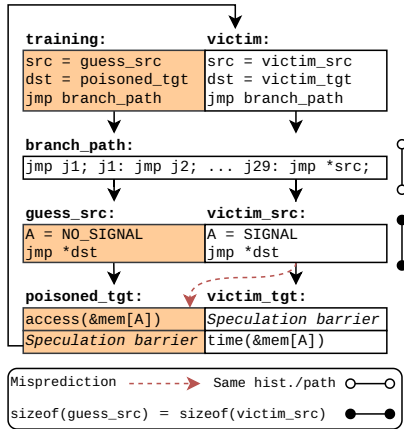 training:
src = guess_src
dst = poisoned_tgt
jmp branch_path
victim:
src = victim_src
dst = victim_tgt
jmp branch_path
branch_path:
jmp j1; j1: jmp j2; ... j29: jmp *src;
guess_src:
A = NO_SIGNAL
jmp *dst
victim_src:
A = SIGNAL
jmp *dst
poisoned_tgt:
access(&mem[A])
Speculation barrier
victim_tgt:
Speculation barrier
time(&mem[A])
Misprediction
Same hist./path
sizeof(guess_src) = sizeof(victim_src)